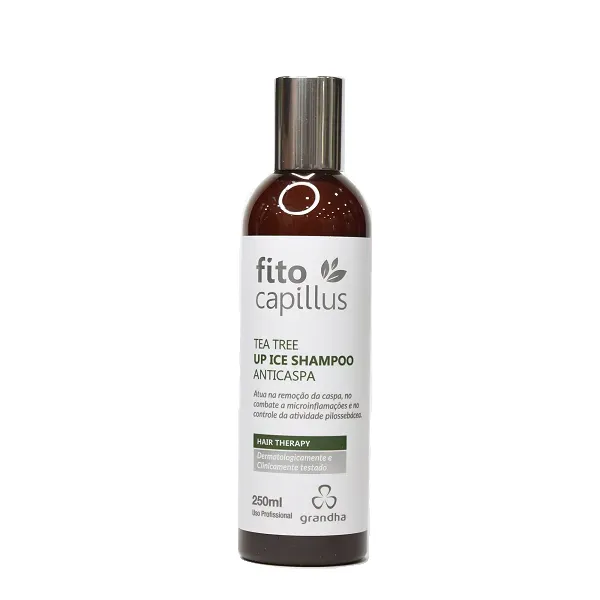 fito
capillus
TEA TREE
UP ICE SHAMPOO
ANTICASPA
Atua na remoção da caspa, no
combate a microinflamações e no
controle da atividade pilossebácea.
HAIR THERAPY
Dermatologicamente e
Clinicamente testado
250ml
Uso Profissional
grandha